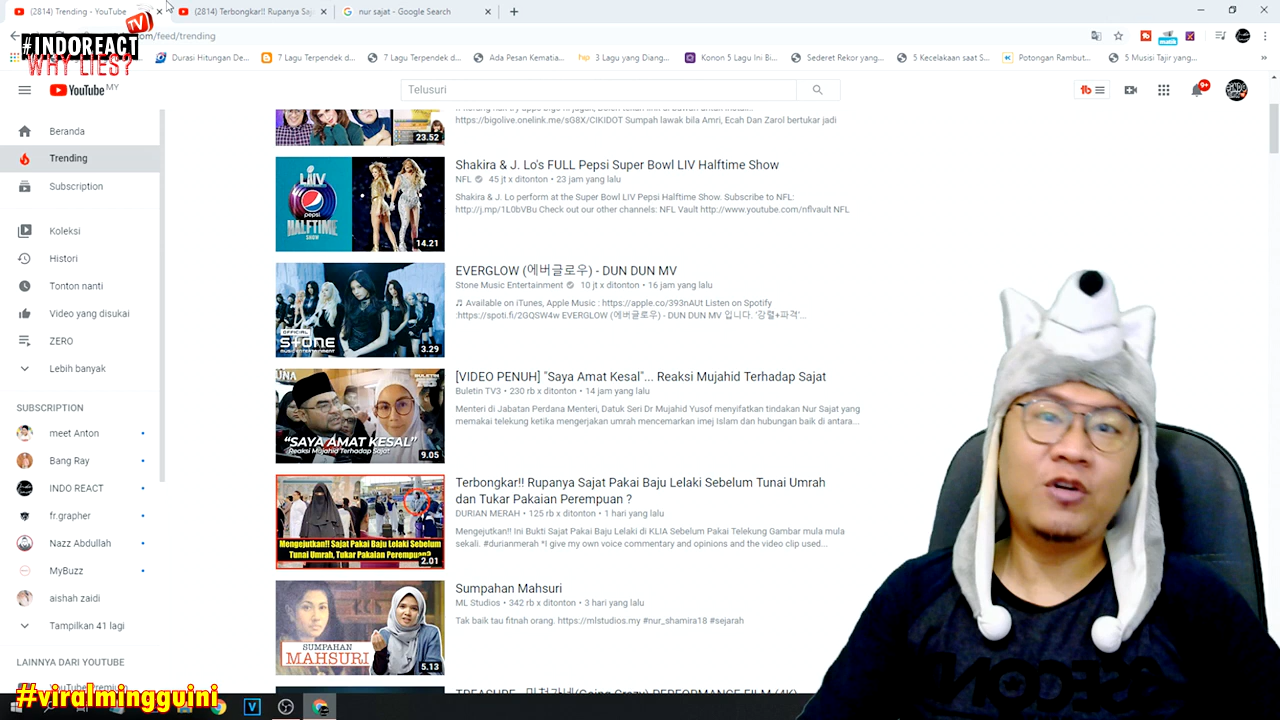 (2814) Trending - YouTube
(2814) Terbongkar!! Rupanya Saj
nur sajat - Google Search
TV
#INDOREACT
WHY LIES?
om/feed/trending
Durasi Hitungan De...
7 Lagu Terpendek d...
7 Lagu Terpendek d...
Ada Pesan Kematia...
3 Lagu yang Diang...
Konon 5 Lagu Ini Bi...
Sederet Rekor yang...
5 Kecelakaan saat S...
Potongan Rambut...
5 Musisi Tajir yang...
YouTube MY
Telusuri
9+
Beranda
Trending
Subscription
Koleksi
Histori
Tonton nanti
Video yang disukai
ZERO
Lebih banyak
SUBSCRIPTION
meet Anton
Bang Ray
INDO REACT
fr.grapher
Nazz Abdullah
MyBuzz
aishah zaidi
Tampilkan 41 lagi
LAINNYA DARI YOUTUBE
YouTube Premium
#viralmingguini
23.52
https://bigolive.onelink.me/sG8X/CIKIDOT Sumpah lawak bila Amri, Ecah Dan Zarol bertukar jadi
LIV
pepsi
HALFTIME
SHOW
14.21
Shakira & J. Lo's FULL Pepsi Super Bowl LIV Halftime Show
NFL 45 jt x ditonton • 23 jam yang lalu
Shakira & J. Lo perform at the Super Bowl LIV Pepsi Halftime Show. Subscribe to NFL:
http://j.mp/1L0bVBu Check out our other channels: NFL Vault http://www.youtube.com/nflvault NFL
OFFICIAL
STONE
MUSIC ENTERTAINMENT
3.29
EVERGLOW (에버글로우) - DUN DUN MV
Stone Music Entertainment 10 jt x ditonton • 16 jam yang lalu
♫ Available on iTunes, Apple Music : https://apple.co/393nAUt Listen on Spotify
:https://spoti.fi/2GQSW4w EVERGLOW (에버글로우) - DUN DUN MV 입니다. '강렬+파격'...
"SAYA AMAT KESAL"
Reaksi Mujahid Terhadap Sajat
9.05
[VIDEO PENUH] "Saya Amat Kesal"... Reaksi Mujahid Terhadap Sajat
Buletin TV3 • 230 rb x ditonton • 14 jam yang lalu
Menteri di Jabatan Perdana Menteri, Datuk Seri Dr Mujahid Yusof menyifatkan tindakan Nur Sajat yang
memakai telekung ketika mengerjakan umrah mencemarkan imej Islam dan hubungan baik di antara...
Mengejutkan!! Sajat Pakai Baju Lelaki Sebelum
Tunai Umrah, Tukar Pakaian Perempuan?
2.01
Terbongkar!! Rupanya Sajat Pakai Baju Lelaki Sebelum Tunai Umrah
dan Tukar Pakaian Perempuan ?
DURIAN MERAH • 125 rb x ditonton • 1 hari yang lalu
Mengejutkan!! Ini Bukti Sajat Pakai Baju Lelaki di KLIA Sebelum Pakai Telekung Gambar mula mula
sekali. #durianmerah *I give my own voice commentary and opinions and the video clip used...
SUMPAHAN
MAHSURI
5.13
Sumpahan Mahsuri
ML Studios • 342 rb x ditonton • 3 hari yang lalu
Tak baik tau fitnah orang. https://mlstudios.my #nur_shamira18 #sejarah